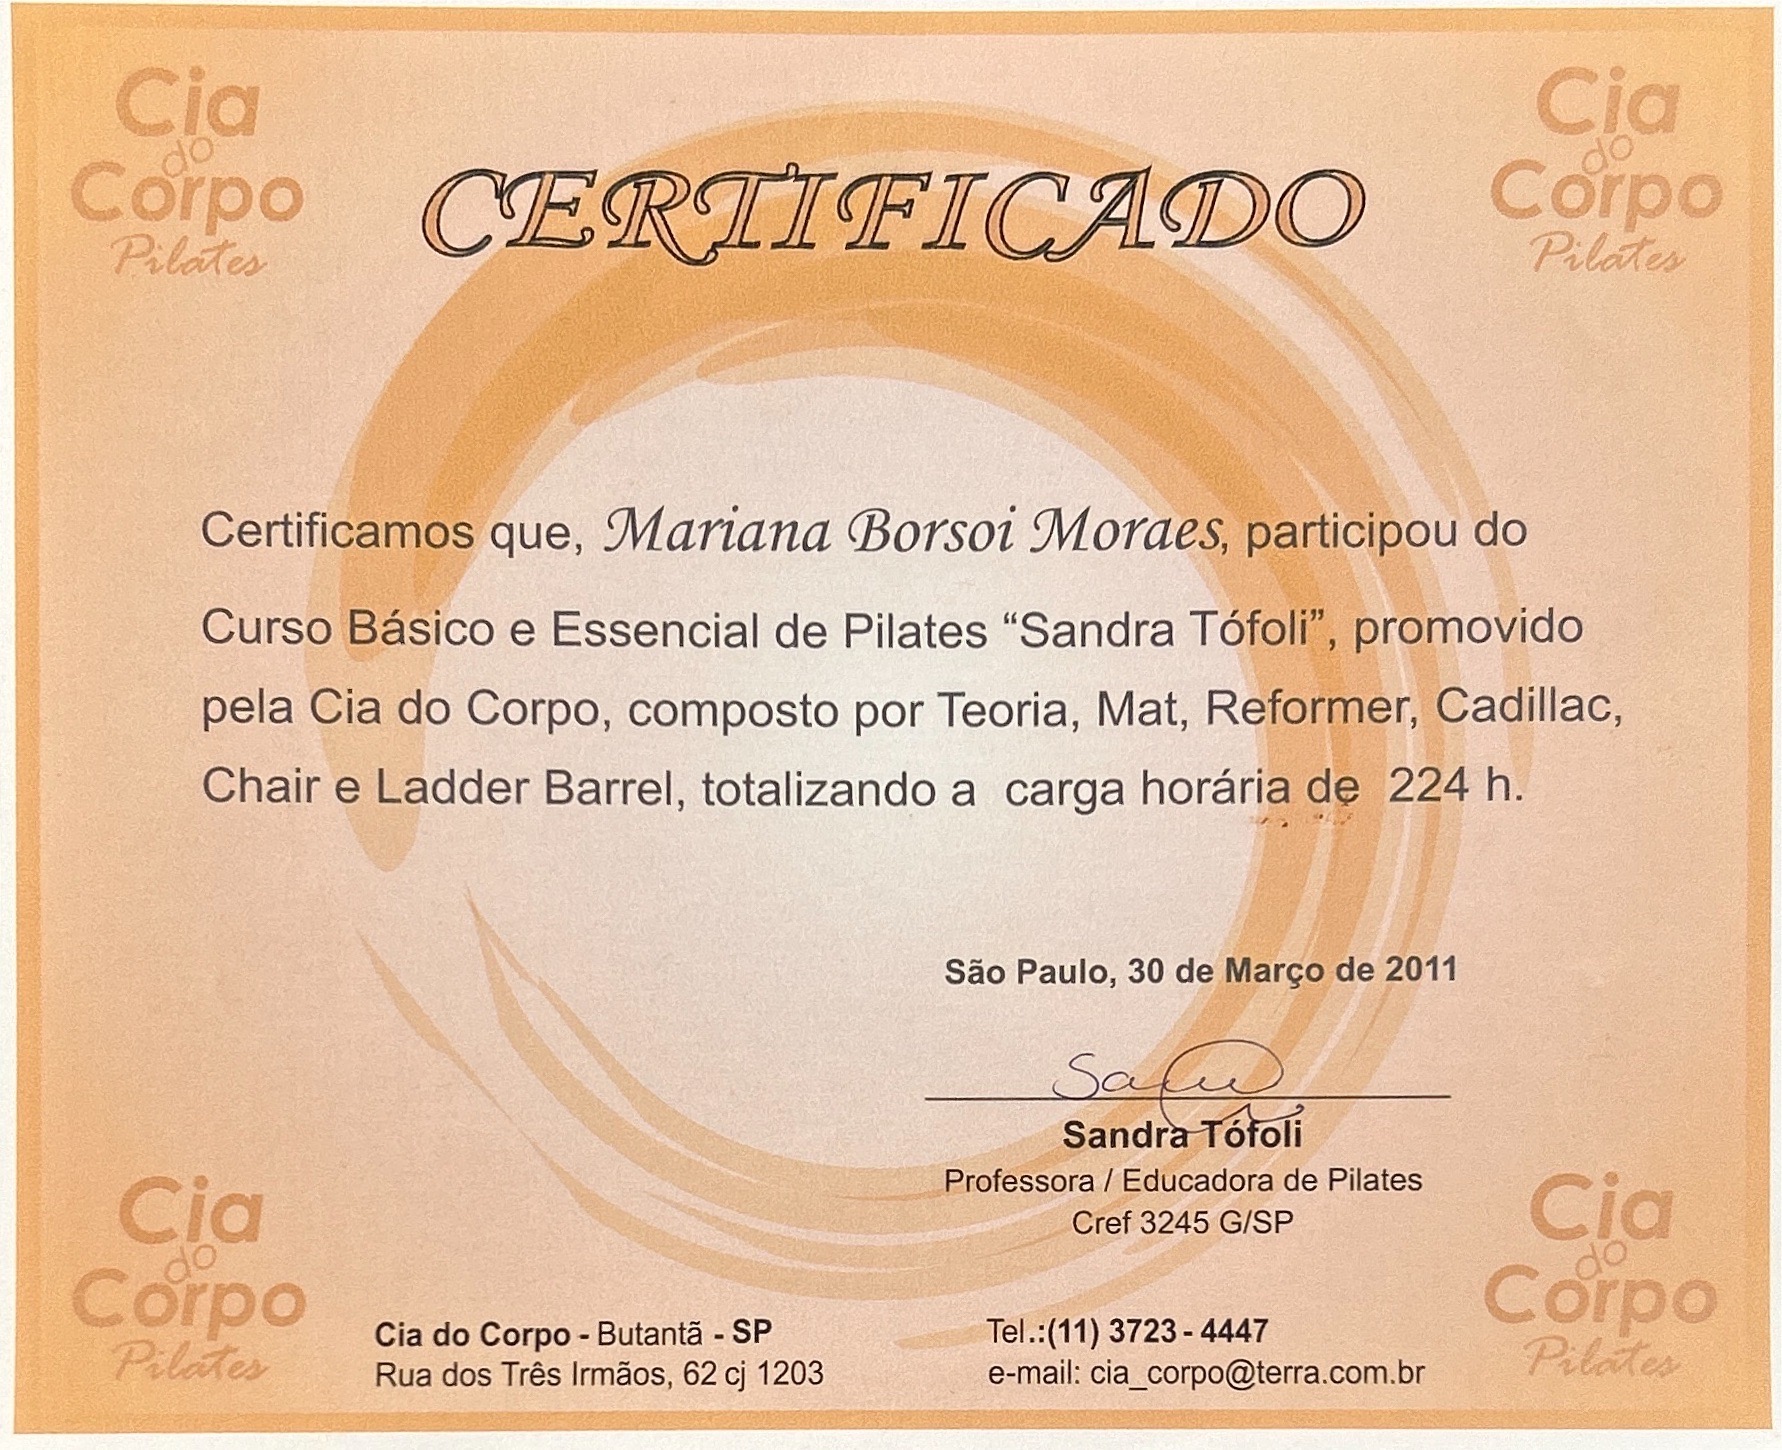 Cia do Corpo Pilates
Cia do Corpo Pilates
CERTIFICADO
Certificamos que, Mariana Borsoi Moraes, participou do
Curso Básico e Essencial de Pilates “Sandra Tófoli”, promovido
pela Cia do Corpo, composto por Teoria, Mat, Reformer, Cadillac,
Chair e Ladder Barrel, totalizando a carga horária de 224 h.
São Paulo, 30 de Março de 2011
Sandra Tófoli
Professora / Educadora de Pilates
Cref 3245 G/SP
Cia do Corpo Pilates
Cia do Corpo Pilates
Cia do Corpo - Butantã - SP
Rua dos Três Irmãos, 62 cj 1203
Tel.:(11) 3723 - 4447
e-mail: cia_corpo@terra.com.br